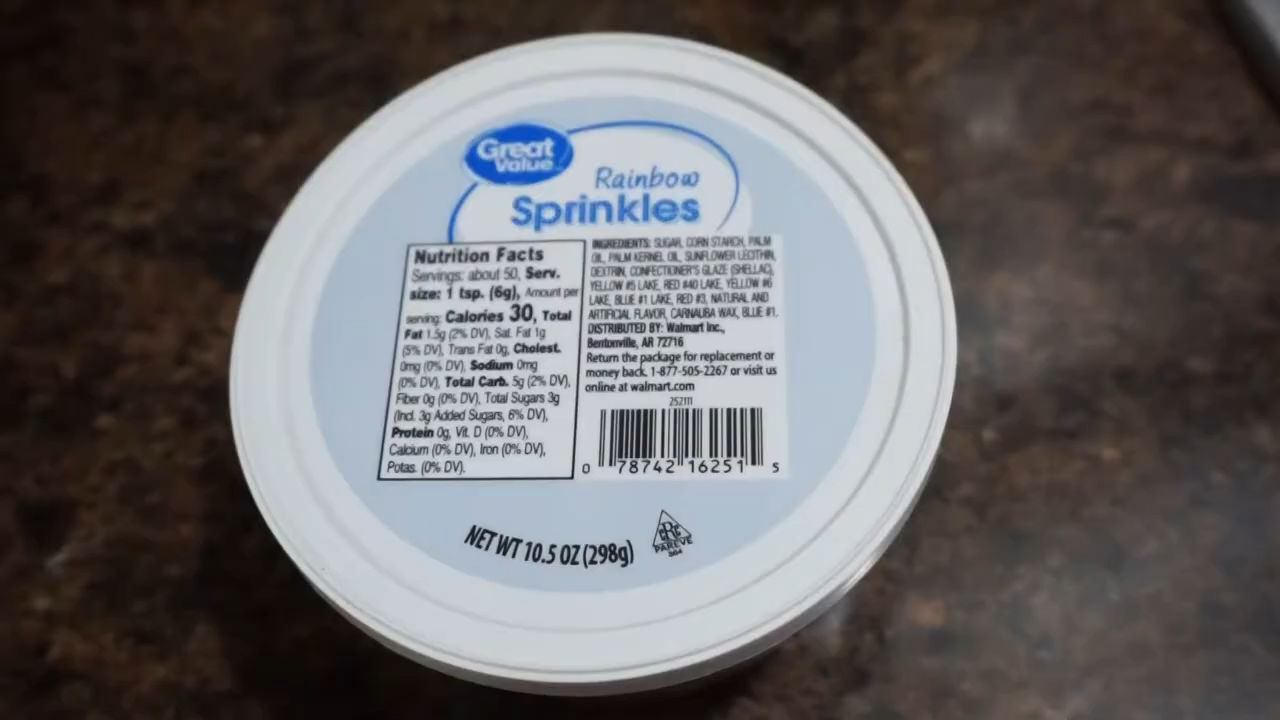 Great
Value
Rainbow
Sprinkles
Nutrition Facts
Servings: about 50, Serv.
size: 1 tsp. (6g), Amount per
serving: Calories 30, Total
Fat 1.5g (2% DV), Sat. Fat 1g
(5% DV), Trans Fat 0g, Cholest.
0mg (0% DV), Sodium 0mg
(0% DV), Total Carb. 5g (2% DV),
Fiber 0g (0% DV), Total Sugars 3g
(Incl. 3g Added Sugars, 6% DV),
Protein 0g, Vit. D (0% DV),
Calcium (0% DV), Iron (0% DV),
Potas. (0% DV).
INGREDIENTS: SUGAR, CORN STARCH, PALM
OIL, PALM KERNEL OIL, SUNFLOWER LECITHIN,
DEXTRIN, CONFECTIONER'S GLAZE (SHELLAC),
YELLOW #5 LAKE, RED #40 LAKE, YELLOW #6
LAKE, BLUE #1 LAKE, RED #3, NATURAL AND
ARTIFICIAL FLAVOR, CARNAUBA WAX, BLUE #1.
DISTRIBUTED BY: Walmart Inc.,
Bentonville, AR 72716
Return the package for replacement or
money back. 1-877-505-2267 or visit us
online at walmart.com
252111
0 78742 16251 5
NET WT 10.5 OZ (298g)
cRc
PAREVE